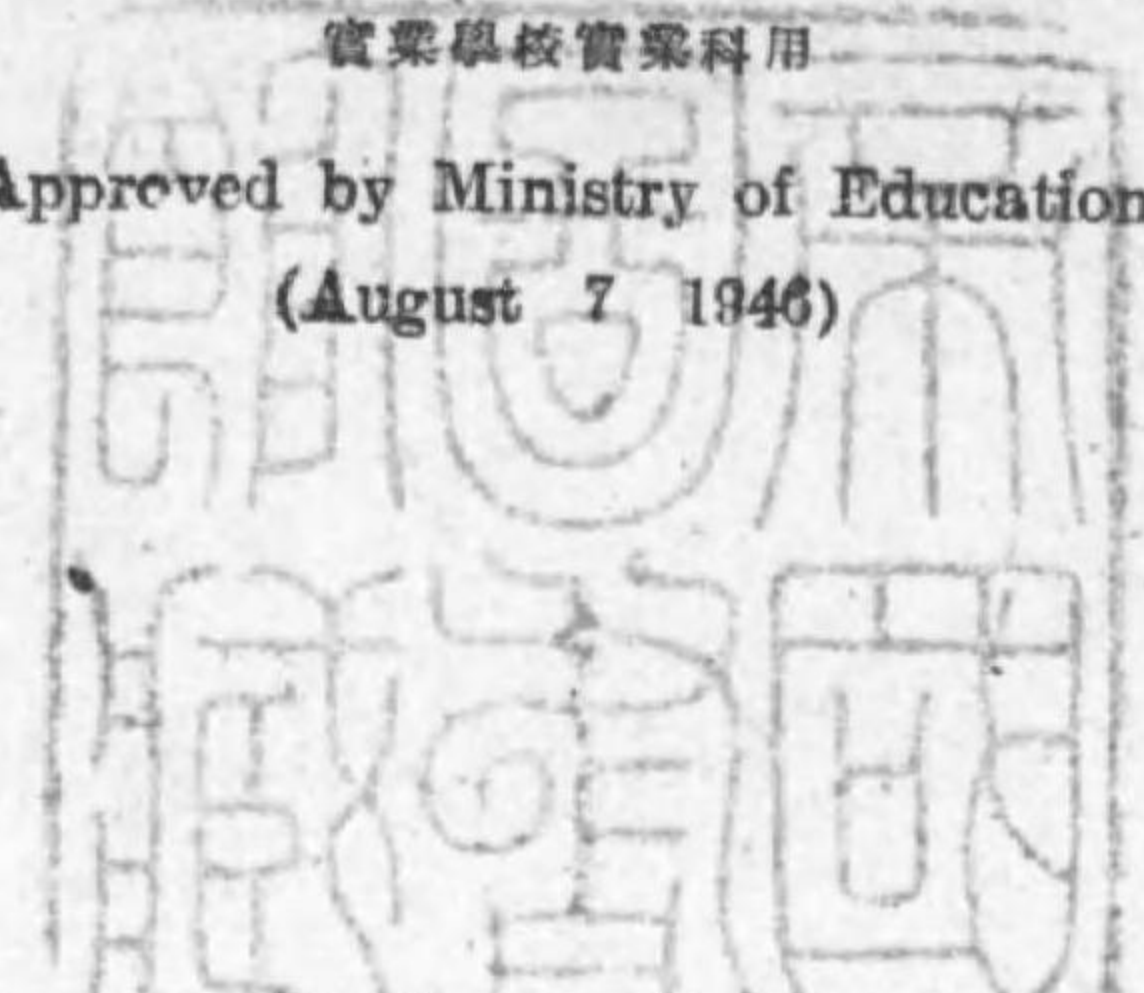 實業學校實業科用
Approved by Ministry of Education
(August 7 1946)